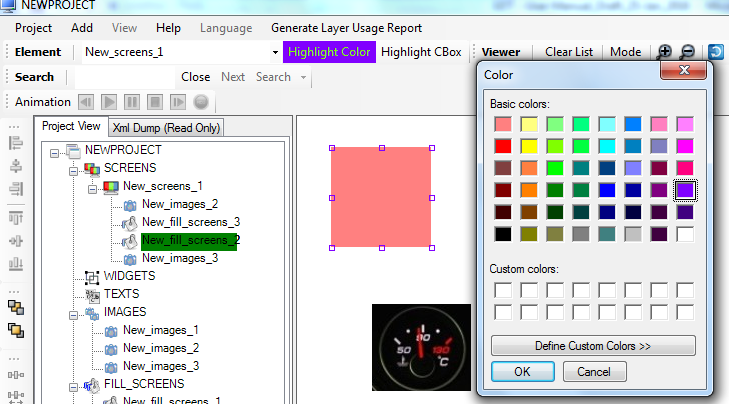 NEWPROJECT
Project Add View Help Language Generate Layer Usage Report
Element New_screens_1 Highlight Color Highlight CBox Viewer Clear List Mode
Search Close Next Search
Animation
Project View Xml Dump (Read Only)
NEWPROJECT
SCREENS
New_screens_1
New_images_2
New_fill_screens_3
New_fill_screens_2
New_images_3
WIDGETS
TEXTS
IMAGES
New_images_1
New_images_2
New_images_3
FILL_SCREENS
New_fill_screens_1
50 90 130
°C
Color
Basic colors:
Custom colors:
Define Custom Colors >>
OK Cancel